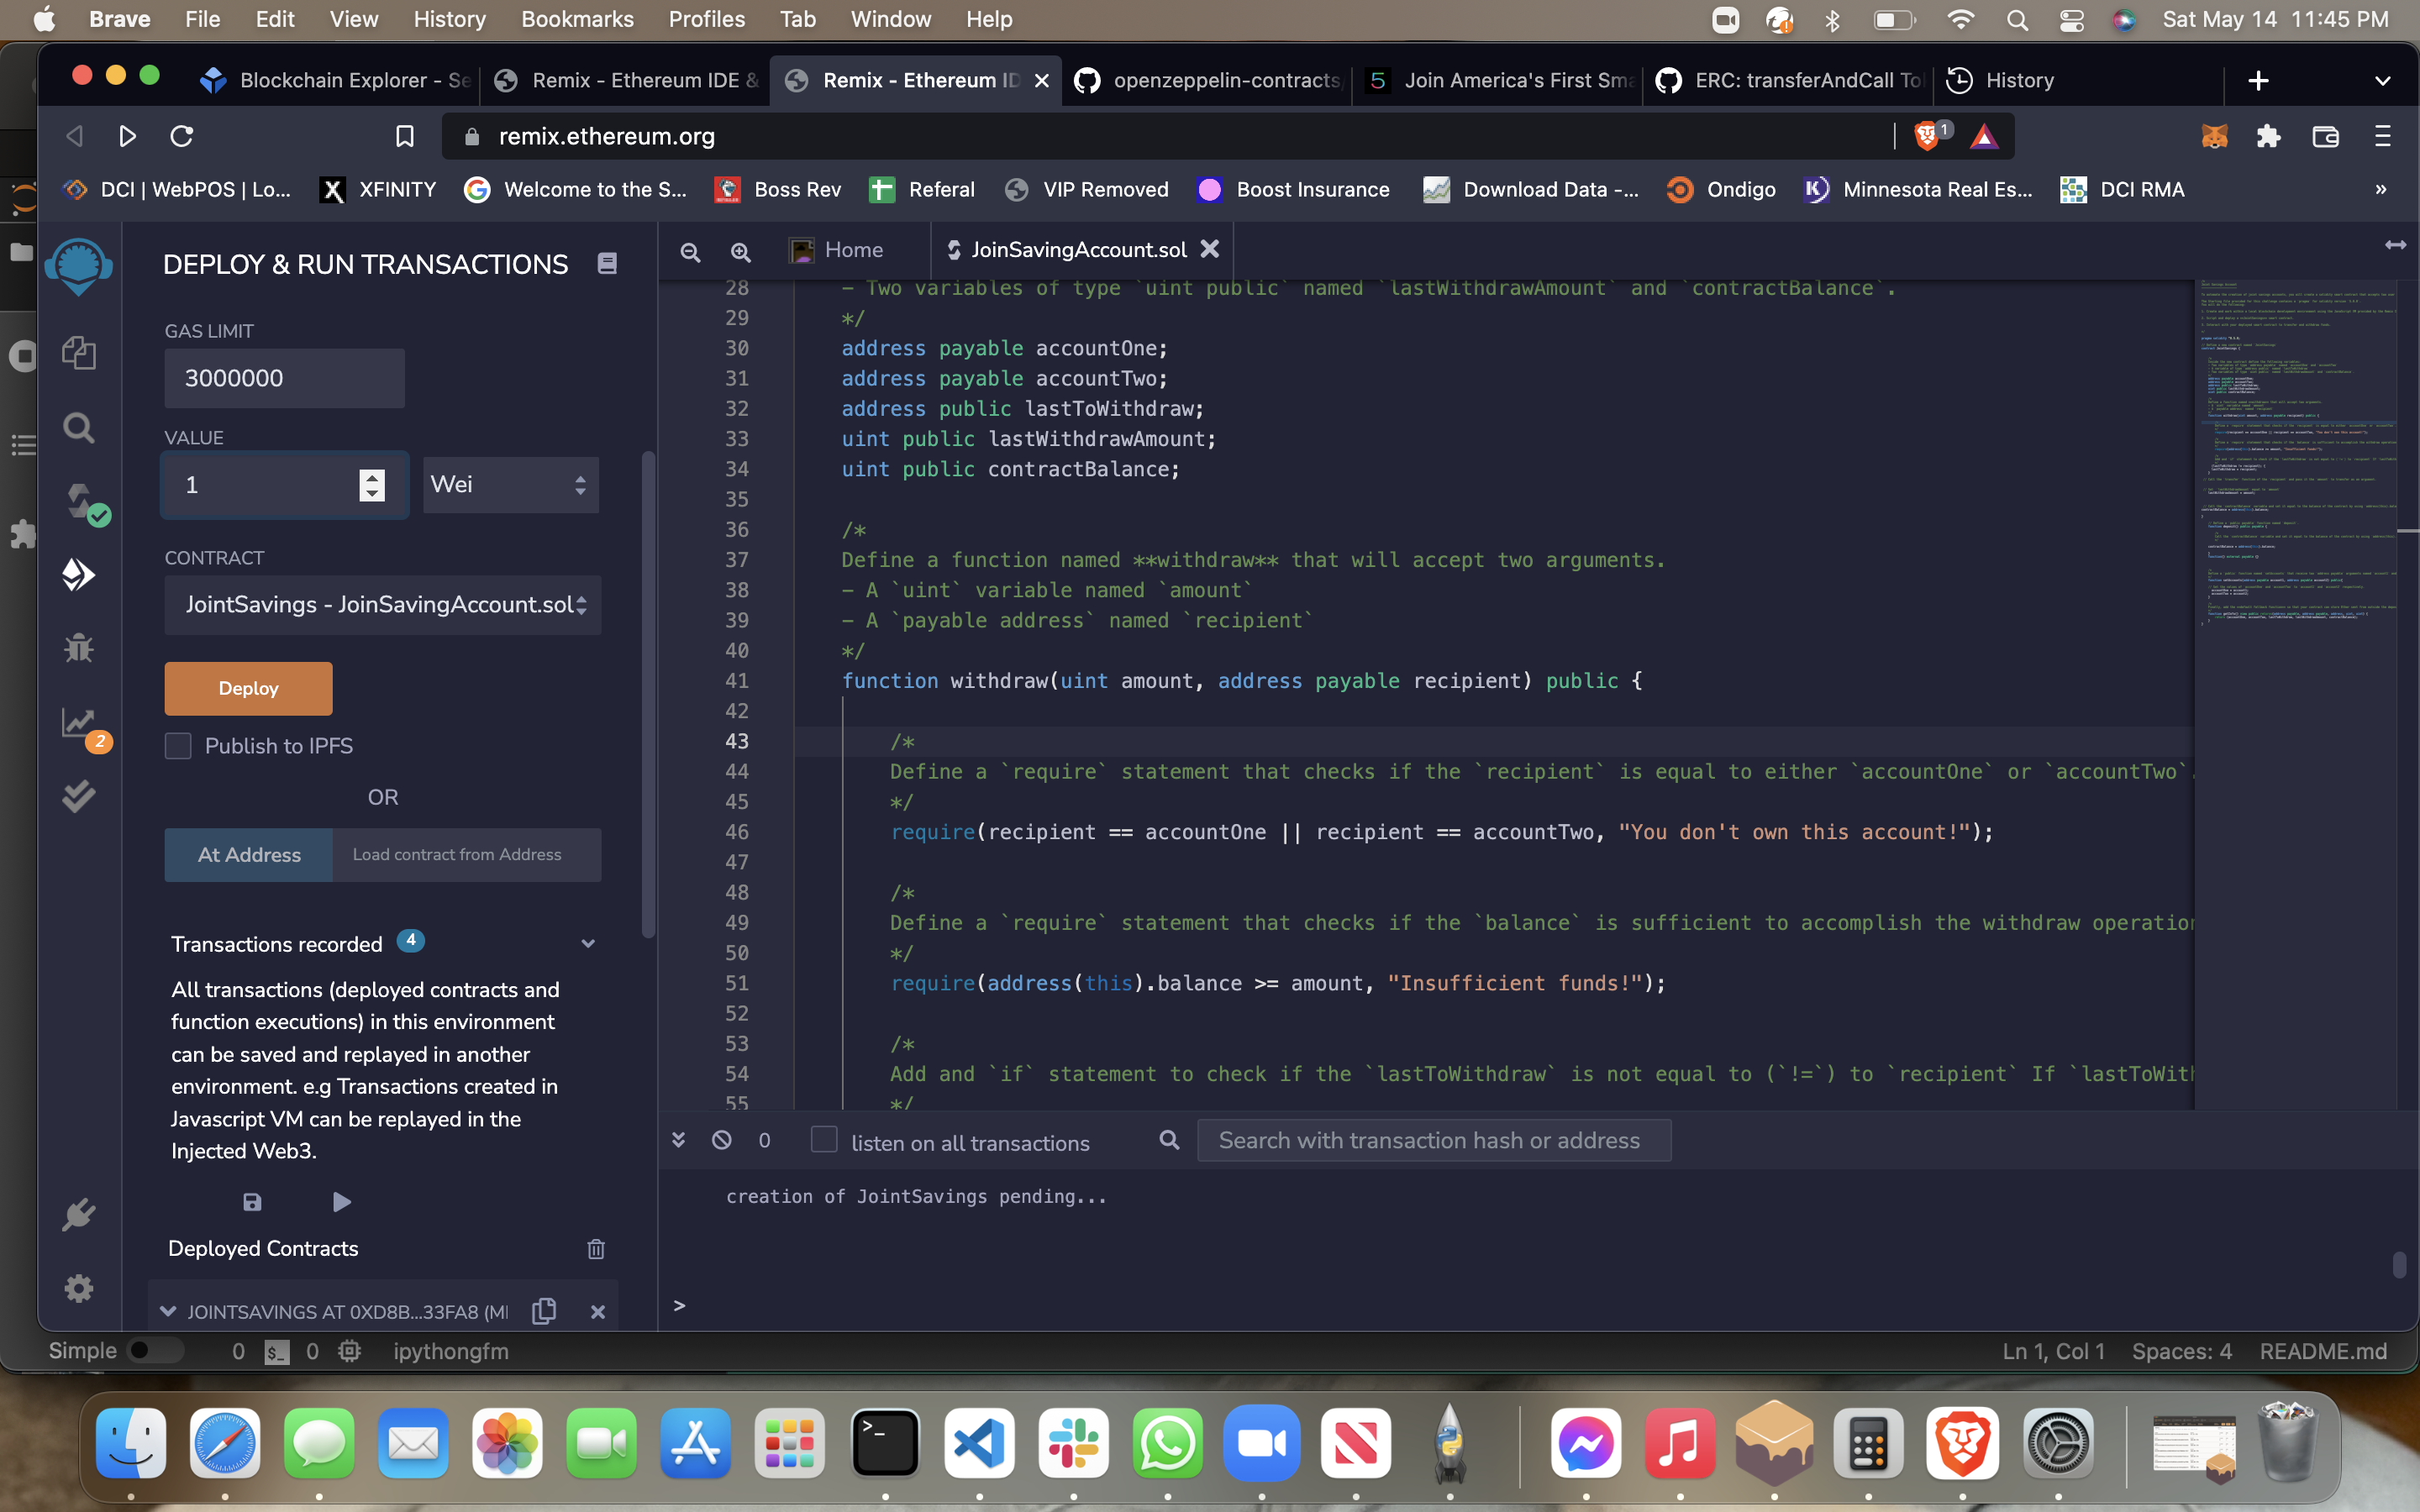 Brave File Edit View History Bookmarks Profiles Tab Window Help Sat May 14 11:45 PM
Blockchain Explorer - Se Remix - Ethereum IDE & Remix - Ethereum ID openzeppelin-contracts Join America's First Sma ERC: transferAndCall To History
remix.ethereum.org 1
DCI | WebPOS | Lo... XFINITY Welcome to the S... Boss Rev Referal VIP Removed Boost Insurance Download Data -... Ondigo Minnesota Real Es... DCI RMA »
DEPLOY & RUN TRANSACTIONS
GAS LIMIT
3000000
VALUE
1 Wei
CONTRACT
JointSavings - JoinSavingAccount.sol
Deploy
Publish to IPFS
OR
At Address Load contract from Address
Transactions recorded 4
All transactions (deployed contracts and
function executions) in this environment
can be saved and replayed in another
environment. e.g Transactions created in
Javascript VM can be replayed in the
Injected Web3.
Deployed Contracts
JOINTSAVINGS AT 0XD8B...33FA8 (M
2
Home JoinSavingAccount.sol
28 - Two variables of type `uint public` named `lastWithdrawAmount` and `contractBalance`.
29 */
30 address payable accountOne;
31 address payable accountTwo;
32 address public lastToWithdraw;
33 uint public lastWithdrawAmount;
34 uint public contractBalance;
35
36 /*
37 Define a function named **withdraw** that will accept two arguments.
38 - A `uint` variable named `amount`
39 - A `payable address` named `recipient`
40 */
41 function withdraw(uint amount, address payable recipient) public {
42
43 /*
44 Define a `require` statement that checks if the `recipient` is equal to either `accountOne` or `accountTwo`.
45 */
46 require(recipient == accountOne || recipient == accountTwo, "You don't own this account!");
47
48 /*
49 Define a `require` statement that checks if the `balance` is sufficient to accomplish the withdraw operation
50 */
51 require(address(this).balance >= amount, "Insufficient funds!");
52
53 /*
54 Add and `if` statement to check if the `lastToWithdraw` is not equal to (`!=`) to `recipient` If `lastToWith
55 */
0 listen on all transactions Search with transaction hash or address
creation of JointSavings pending...
>
Simple 0 $_ 0 ipythongfm Ln 1, Col 1 Spaces: 4 README.md